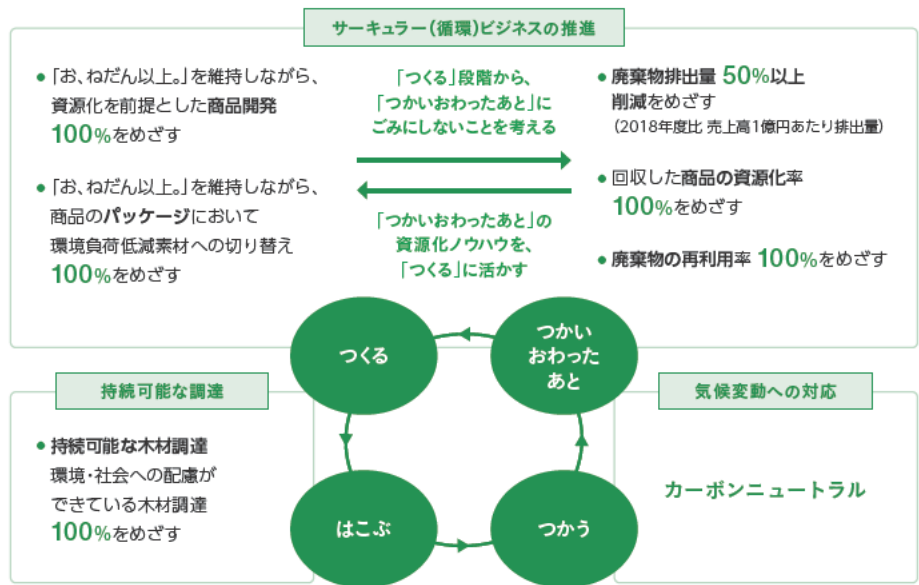 サーキュラー（循環）ビジネスの推進
●「お、ねだん以上。」を維持しながら、
資源化を前提とした商品開発
100%をめざす
●「お、ねだん以上。」を維持しながら、
商品のパッケージにおいて
環境負荷低減素材への切り替え
100%をめざす
「つくる」段階から、
「つかいおわったあと」に
ごみにしないことを考える
「つかいおわったあと」の
資源化ノウハウを、
「つくる」に活かす
● 廃棄物排出量 50%以上
削減をめざす
（2018年度比 売上高1億円あたり排出量）
● 回収した商品の資源化率
100%をめざす
● 廃棄物の再利用率 100%をめざす
つくる
つかい
おわった
あと
持続可能な調達
● 持続可能な木材調達
環境・社会への配慮が
できている木材調達
100%をめざす
はこぶ
つかう
気候変動への対応
カーボンニュートラル